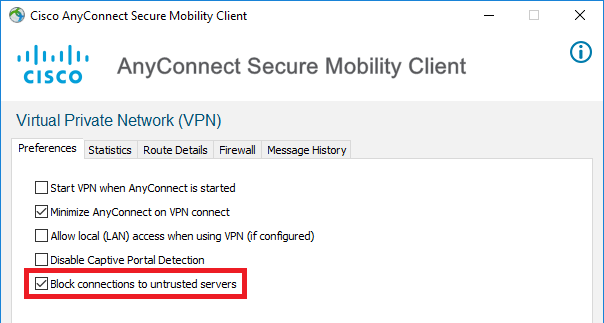 Cisco AnyConnect Secure Mobility Client
CISCO
AnyConnect Secure Mobility Client
Virtual Private Network (VPN)
Preferences Statistics Route Details Firewall Message History
Start VPN when AnyConnect is started
Minimize AnyConnect on VPN connect
Allow local (LAN) access when using VPN (if configured)
Disable Captive Portal Detection
Block connections to untrusted servers